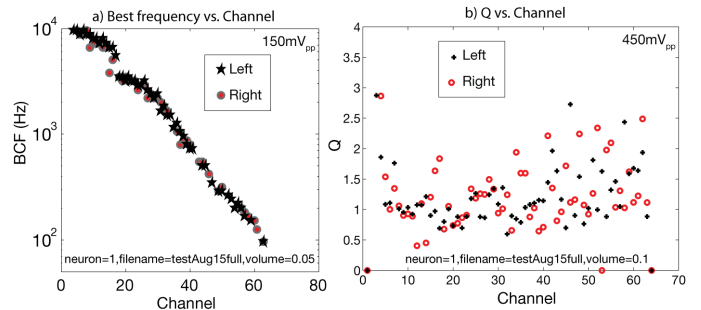 a) Best frequency vs. Channel
150mVpp
Left
Right
BCF (Hz)
10^4
10^3
10^2
neuron=1,filename=testAug15full,volume=0.05
0 20 40 60 80
Channel
b) Q vs. Channel
450mVpp
Left
Right
Q
4
3.5
3
2.5
2
1.5
1
0.5
0
neuron=1,filename=testAug15full,volume=0.1
0 10 20 30 40 50 60 70
Channel